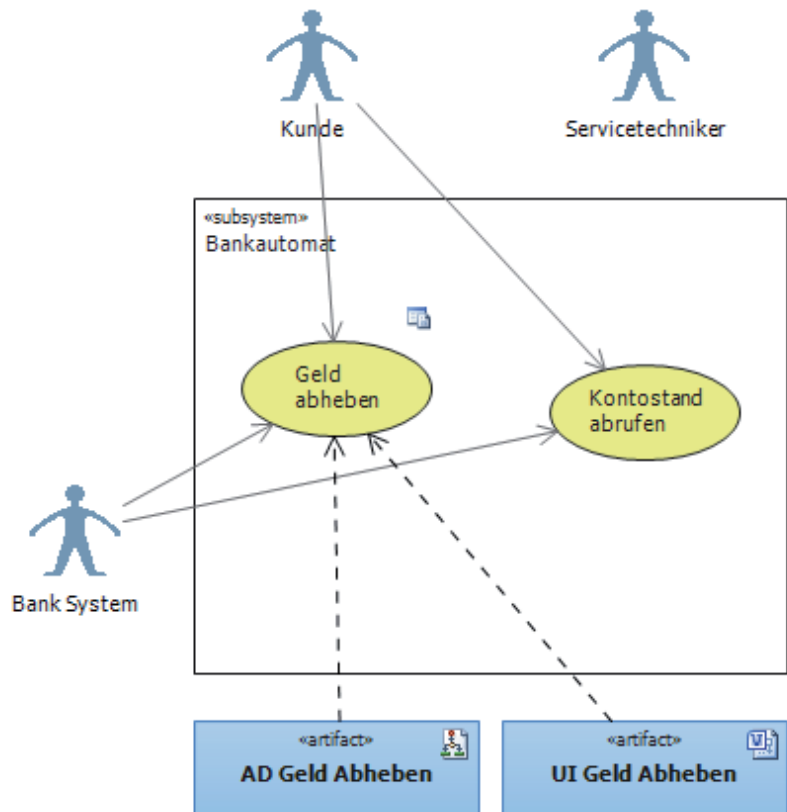 Kunde
Servicetechniker
«subsystem»
Bankautomat
Geld
abheben
Kontostand
abrufen
Bank System
«artifact»
AD Geld Abheben
«artifact»
UI Geld Abheben